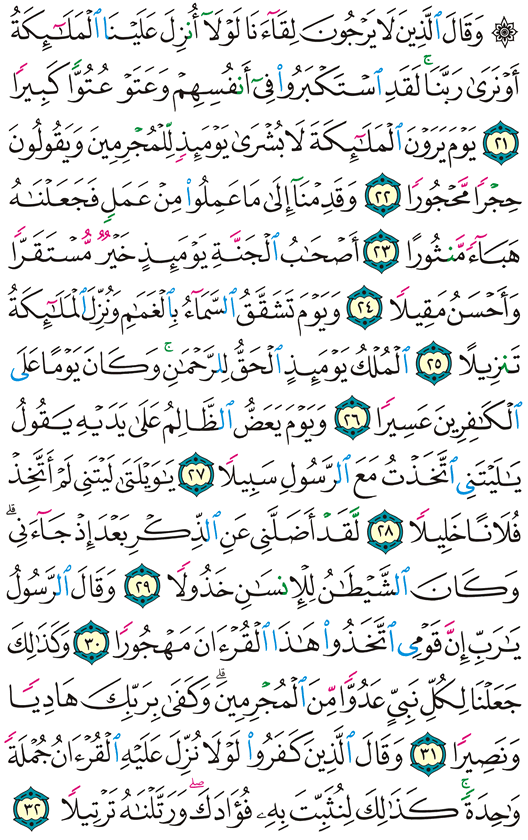 ۞ وَقَالَ ٱلَّذِينَ لَا يَرۡجُونَ لِقَآءَنَا لَوۡلَآ أُنزِلَ عَلَيۡنَا ٱلۡمَلَٰٓئِكَةُ
أَوۡ نَرَىٰ رَبَّنَاۗ لَقَدِ ٱسۡتَكۡبَرُواْ فِيٓ أَنفُسِهِمۡ وَعَتَوۡ عُتُوّٗا كَبِيرٗا
٢١ يَوۡمَ يَرَوۡنَ ٱلۡمَلَٰٓئِكَةَ لَا بُشۡرَىٰ يَوۡمَئِذٖ لِّلۡمُجۡرِمِينَ وَيَقُولُونَ
حِجۡرٗا مَّحۡجُورٗا ٢٢ وَقَدِمۡنَآ إِلَىٰ مَا عَمِلُواْ مِنۡ عَمَلٖ فَجَعَلۡنَٰهُ
هَبَآءٗ مَّنثُورًا ٢٣ أَصۡحَٰبُ ٱلۡجَنَّةِ يَوۡمَئِذٍ خَيۡرٞ مُّسۡتَقَرّٗا
وَأَحۡسَنُ مَقِيلٗا ٢٤ وَيَوۡمَ تَشَقَّقُ ٱلسَّمَآءُ بِٱلۡغَمَٰمِ وَنُزِّلَ ٱلۡمَلَٰٓئِكَةُ
تَنزِيلًا ٢٥ ٱلۡمُلۡكُ يَوۡمَئِذٍ ٱلۡحَقُّ لِلرَّحۡمَٰنِۚ وَكَانَ يَوۡمًا عَلَى
ٱلۡكَٰفِرِينَ عَسِيرٗا ٢٦ وَيَوۡمَ يَعَضُّ ٱلظَّالِمُ عَلَىٰ يَدَيۡهِ يَقُولُ
يَٰلَيۡتَنِي ٱتَّخَذۡتُ مَعَ ٱلرَّسُولِ سَبِيلٗا ٢٧ يَٰوَيۡلَتَىٰ لَيۡتَنِي لَمۡ أَتَّخِذۡ
فُلَانًا خَلِيلٗا ٢٨ لَّقَدۡ أَضَلَّنِي عَنِ ٱلذِّكۡرِ بَعۡدَ إِذۡ جَآءَنِيۗ
وَكَانَ ٱلشَّيۡطَٰنُ لِلۡإِنسَٰنِ خَذُولٗا ٢٩ وَقَالَ ٱلرَّسُولُ
يَٰرَبِّ إِنَّ قَوۡمِي ٱتَّخَذُواْ هَٰذَا ٱلۡقُرۡءَانَ مَهۡجُورٗا ٣٠ وَكَذَٰلِكَ
جَعَلۡنَا لِكُلِّ نَبِيٍّ عَدُوّٗا مِّنَ ٱلۡمُجۡرِمِينَۗ وَكَفَىٰ بِرَبِّكَ هَادِيٗا
وَنَصِيرٗا ٣١ وَقَالَ ٱلَّذِينَ كَفَرُواْ لَوۡلَا نُزِّلَ عَلَيۡهِ ٱلۡقُرۡءَانُ جُمۡلَةٗ
وَٰحِدَةٗۚ كَذَٰلِكَ لِنُثَبِّتَ بِهِۦ فُؤَادَكَۖ وَرَتَّلۡنَٰهُ تَرۡتِيلٗا ٣٢